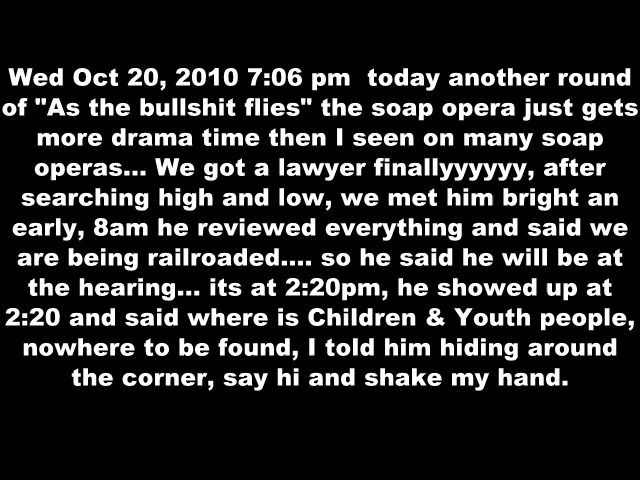 Wed Oct 20, 2010 7:06 pm  today another round
of "As the bullshit flies" the soap opera just gets
more drama time then I seen on many soap
operas... We got a lawyer finallyyyyyy, after
searching high and low, we met him bright an
early, 8am he reviewed everything and said we
are being railroaded.... so he said he will be at
the hearing... its at 2:20pm, he showed up at
2:20 and said where is Children & Youth people,
nowhere to be found, I told him hiding around
the corner, say hi and shake my hand.